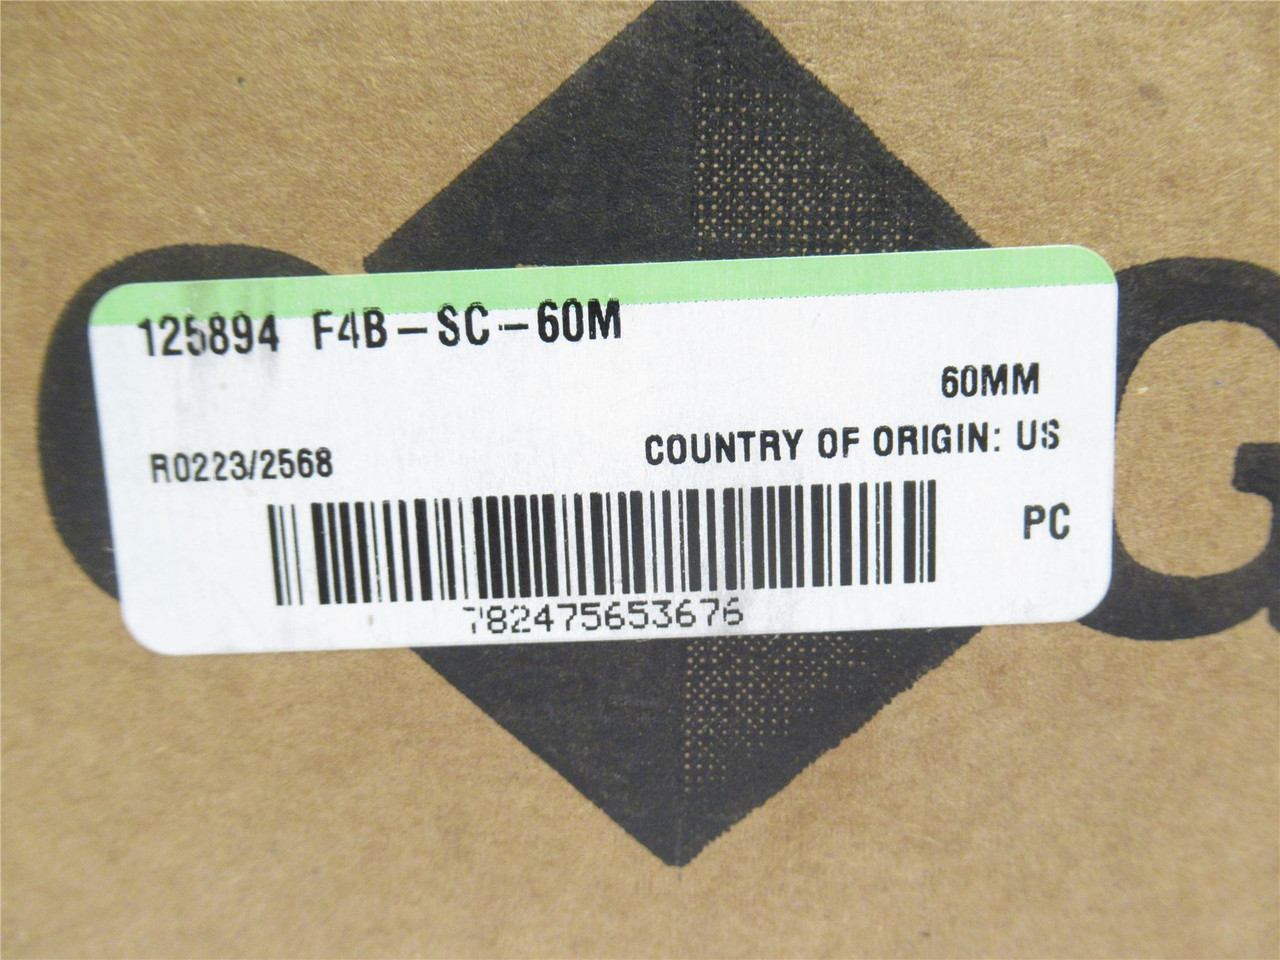 125894 F4B-SC-60M
60MM
COUNTRY OF ORIGIN: US
R0223/2568
PC
782475653676
G